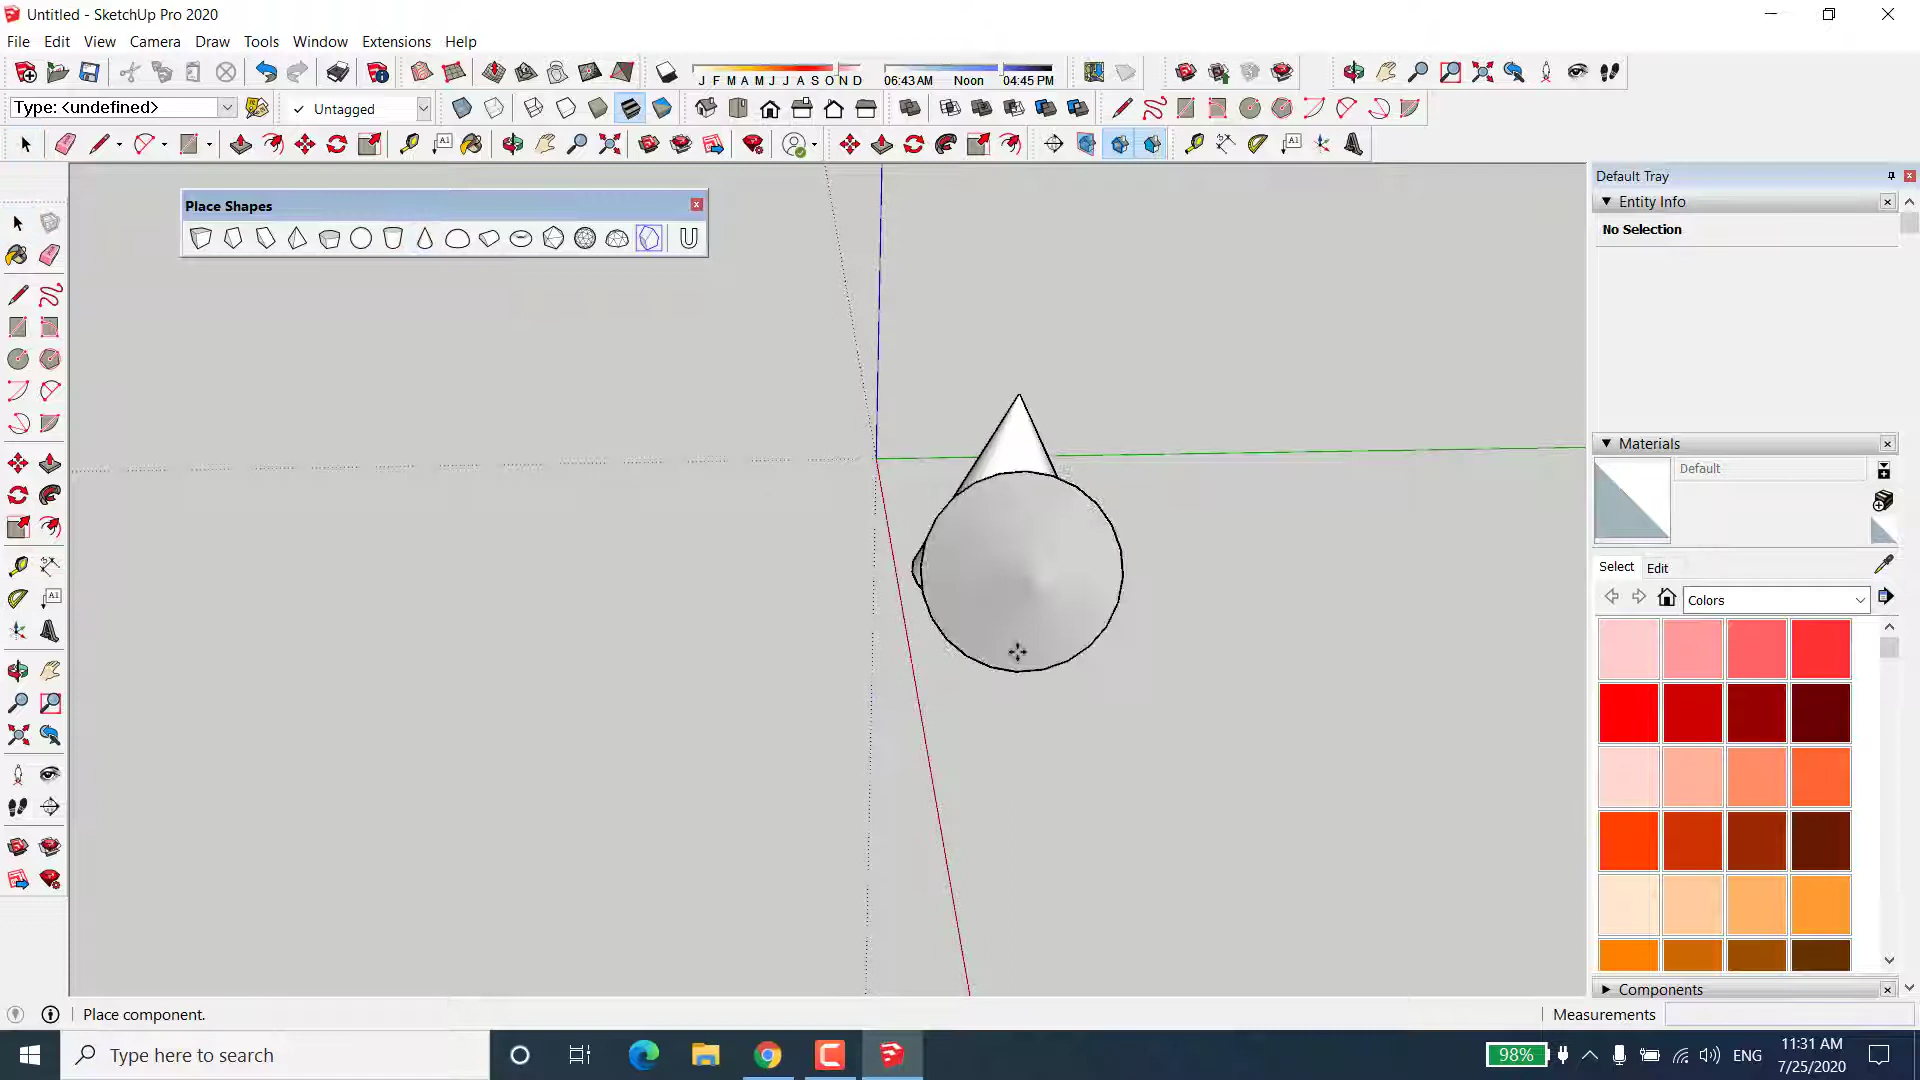 Untitled - SketchUp Pro 2020
File Edit View Camera Draw Tools Window Extensions Help
J F M A M J J A S O N D 06:43 AM Noon 04:45 PM
Type: <undefined> ✓ Untagged
Place Shapes
Default Tray
Entity Info
No Selection
Materials
Default
Select Edit
Colors
Components
Place component.
Measurements
Type here to search
98% ENG 11:31 AM
7/25/2020